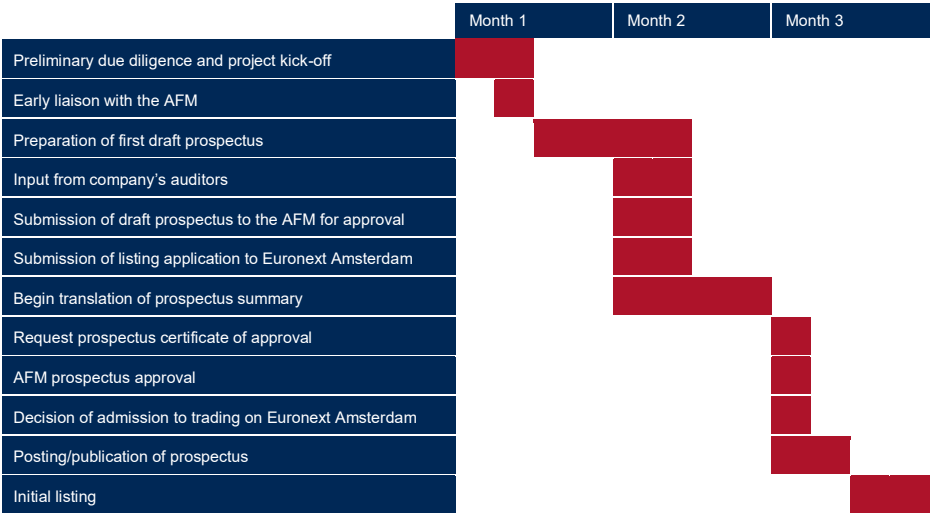 Month 1 Month 2 Month 3
Preliminary due diligence and project kick-off
Early liaison with the AFM
Preparation of first draft prospectus
Input from company’s auditors
Submission of draft prospectus to the AFM for approval
Submission of listing application to Euronext Amsterdam
Begin translation of prospectus summary
Request prospectus certificate of approval
AFM prospectus approval
Decision of admission to trading on Euronext Amsterdam
Posting/publication of prospectus
Initial listing